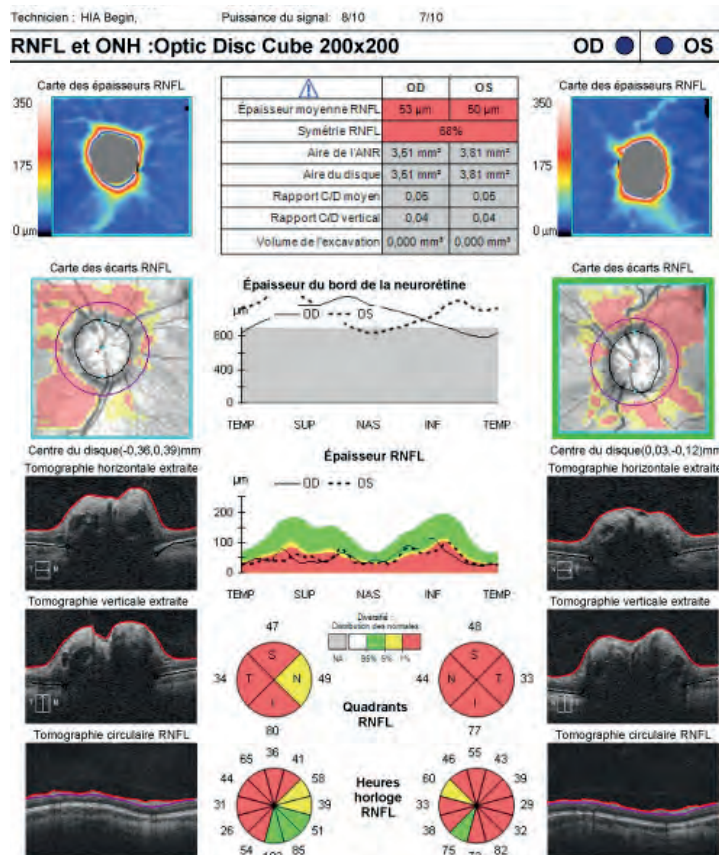 Technicien : HIA Begin, Puissance du signal: 8/10 7/10
RNFL et ONH :Optic Disc Cube 200x200 OD OS
Carte des épaisseurs RNFL
350
175
0 µm
OD OS
Épaisseur moyenne RNFL 53 µm 50 µm
Symétrie RNFL 68%
Aire de l'ANR 3,51 mm² 3,81 mm²
Aire du disque 3,51 mm² 3,81 mm²
Rapport C/D moyen 0,05 0,05
Rapport C/D vertical 0,04 0,04
Volume de l'excavation 0,000 mm³ 0,000 mm³
Carte des épaisseurs RNFL
350
175
0 µm
Carte des écarts RNFL
Centre du disque(-0,36,0,39)mm
Épaisseur du bord de la neurorétine
µm
OD OS
800
400
0
TEMP SUP NAS INF TEMP
Carte des écarts RNFL
Centre du disque(0,03,-0,12)mm
Tomographie horizontale extraite
T N
Épaisseur RNFL
µm
OD OS
200
100
0
TEMP SUP NAS INF TEMP
Tomographie horizontale extraite
Tomographie verticale extraite
Diversifié :
Distribution des normales
NA 95% 5% 1%
Tomographie verticale extraite
47
34 S T N I 49
80
Quadrants
RNFL
48
44 S N T I 33
77
Tomographie circulaire RNFL
36
65 41
44 58
31 39
26 51
54 85
Heures
horloge
RNFL
55
46 43
60 39
33 29
38 32
75 82
Tomographie circulaire RNFL